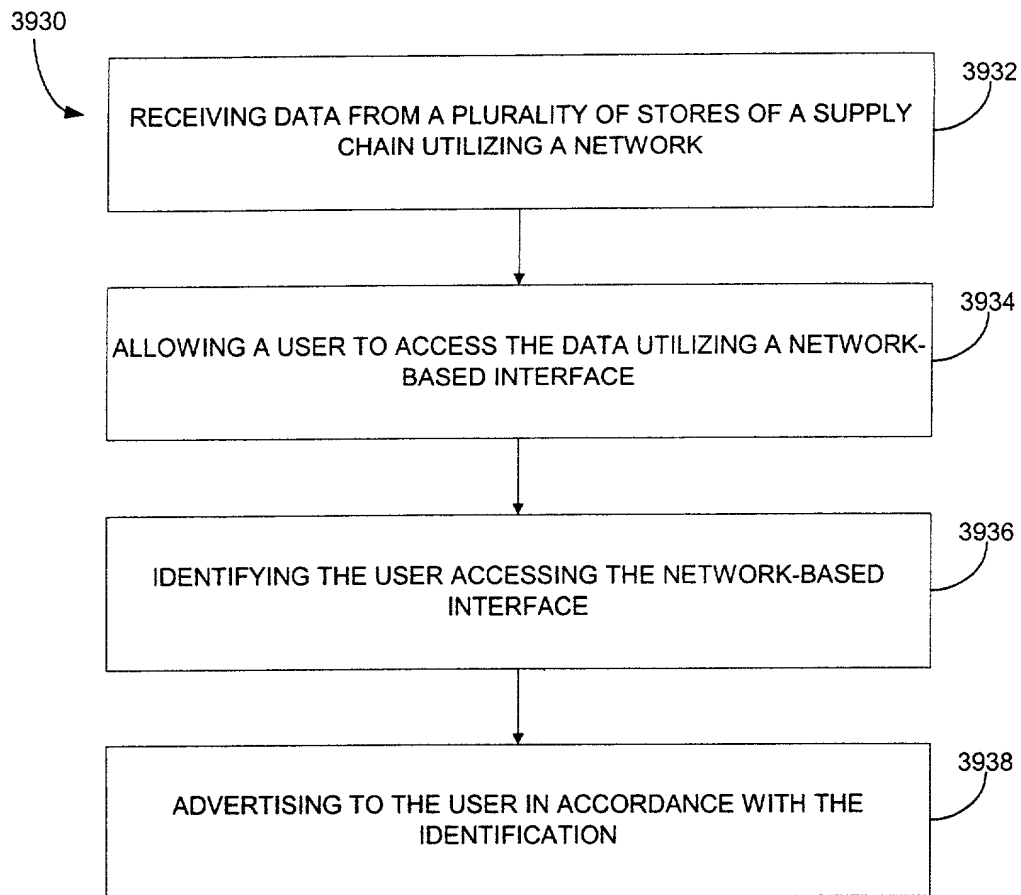 3930
3932
RECEIVING DATA FROM A PLURALITY OF STORES OF A SUPPLY
CHAIN UTILIZING A NETWORK
3934
ALLOWING A USER TO ACCESS THE DATA UTILIZING A NETWORK-
BASED INTERFACE
3936
IDENTIFYING THE USER ACCESSING THE NETWORK-BASED
INTERFACE
3938
ADVERTISING TO THE USER IN ACCORDANCE WITH THE
IDENTIFICATION